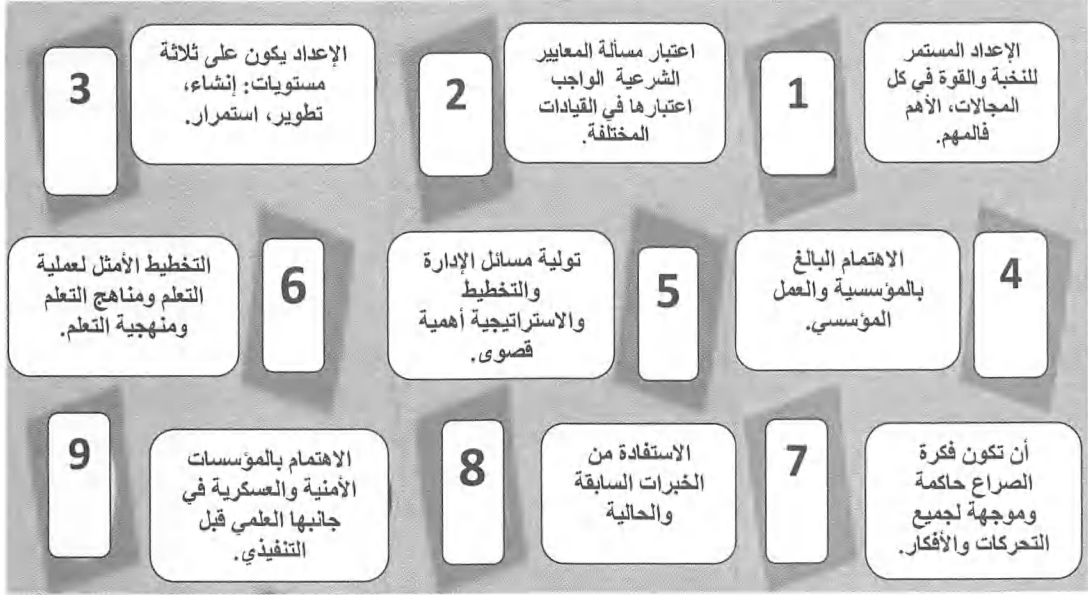 1
الإعداد المستمر
للنخبة والقوة في كل
المجالات، الأهم
فالمهم.
2
اعتبار مسألة المعايير
الشرعية الواجب
اعتبارها في القيادات
المختلفة.
3
الإعداد يكون على ثلاثة
مستويات: إنشاء،
تطوير، استمرار.
4
الاهتمام البالغ
بالمؤسسية والعمل
المؤسسي.
5
تولية مسائل الإدارة
والتخطيط
والاستراتيجية أهمية
قصوى.
6
التخطيط الأمثل لعملية
التعلم ومناهج التعلم
ومنهجية التعلم.
7
أن تكون فكرة
الصراع حاكمة
وموجهة لجميع
التحركات والأفكار.
8
الاستفادة من
الخبرات السابقة
والحالية
9
الاهتمام بالمؤسسات
الأمنية والعسكرية في
جانبها العلمي قبل
التنفيذي.